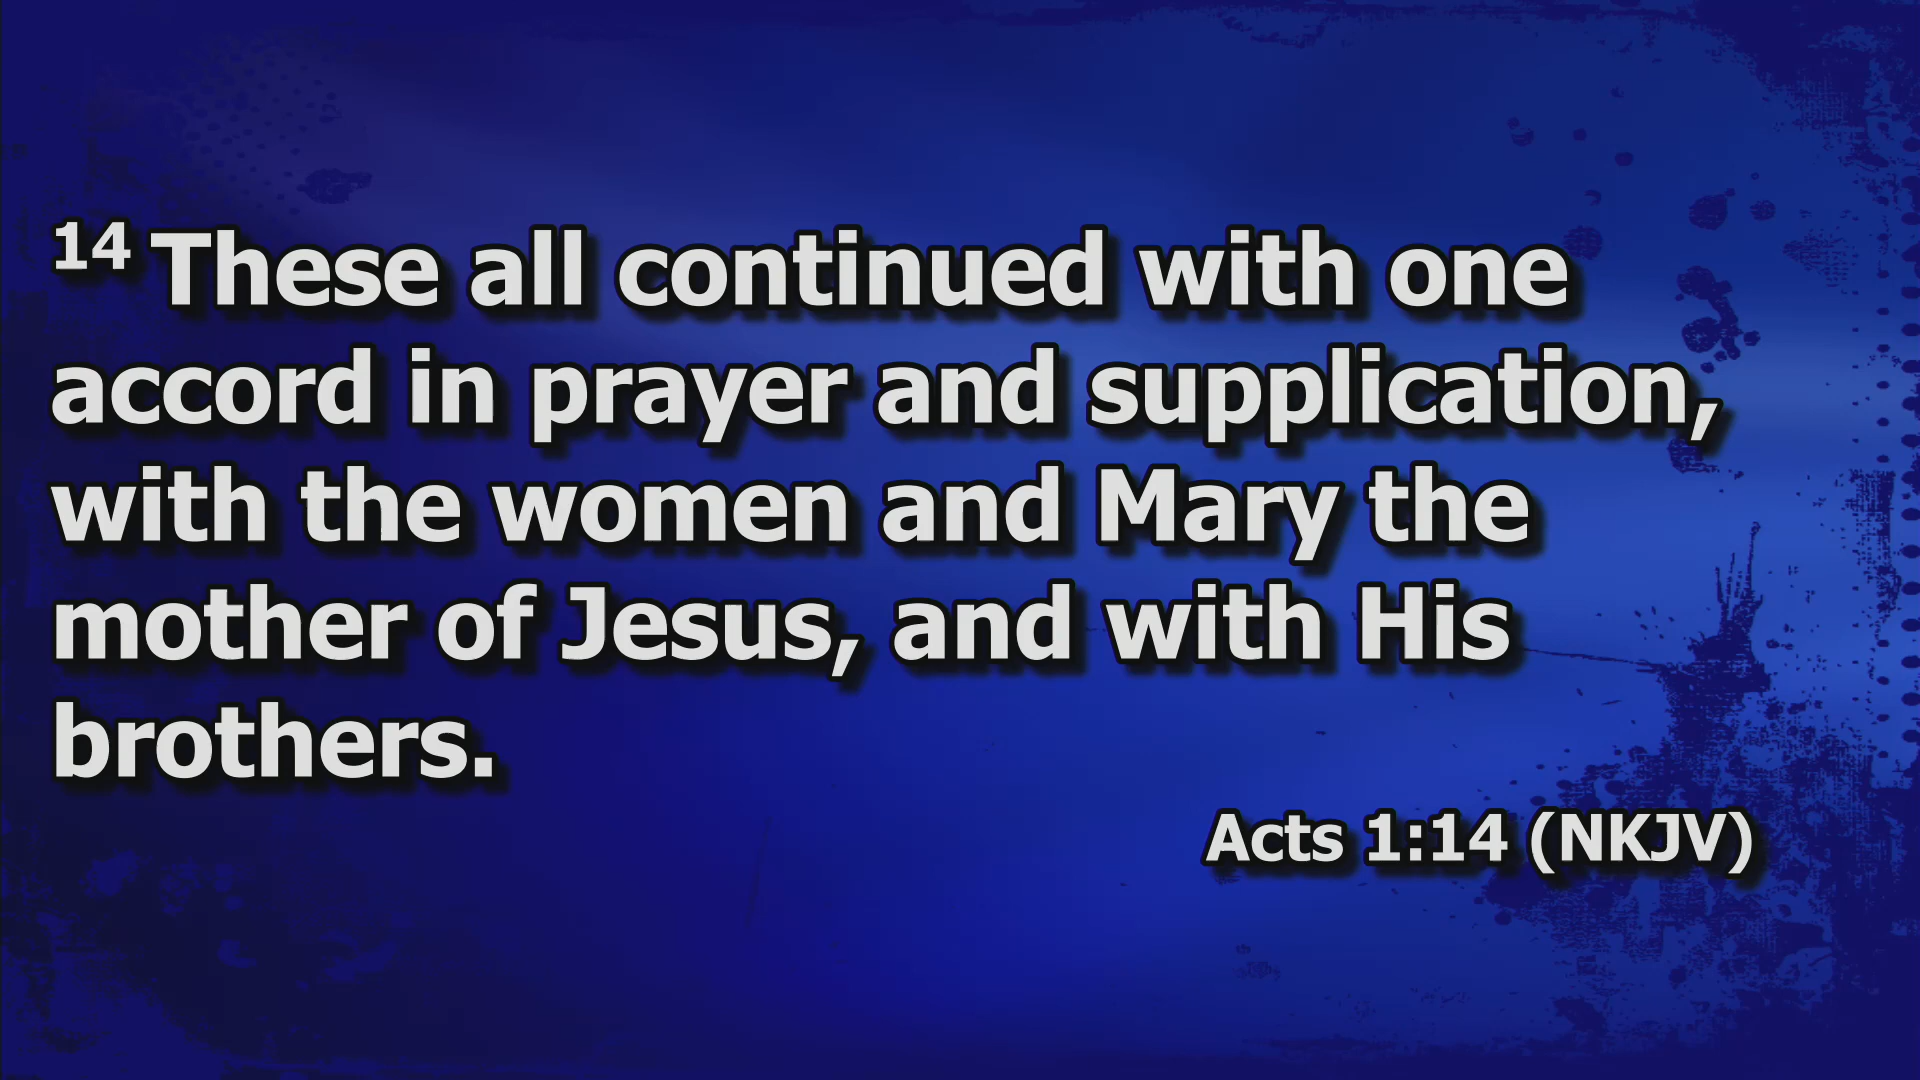 14 These all continued with one
accord in prayer and supplication,
with the women and Mary the
mother of Jesus, and with His
brothers.
Acts 1:14 (NKJV)